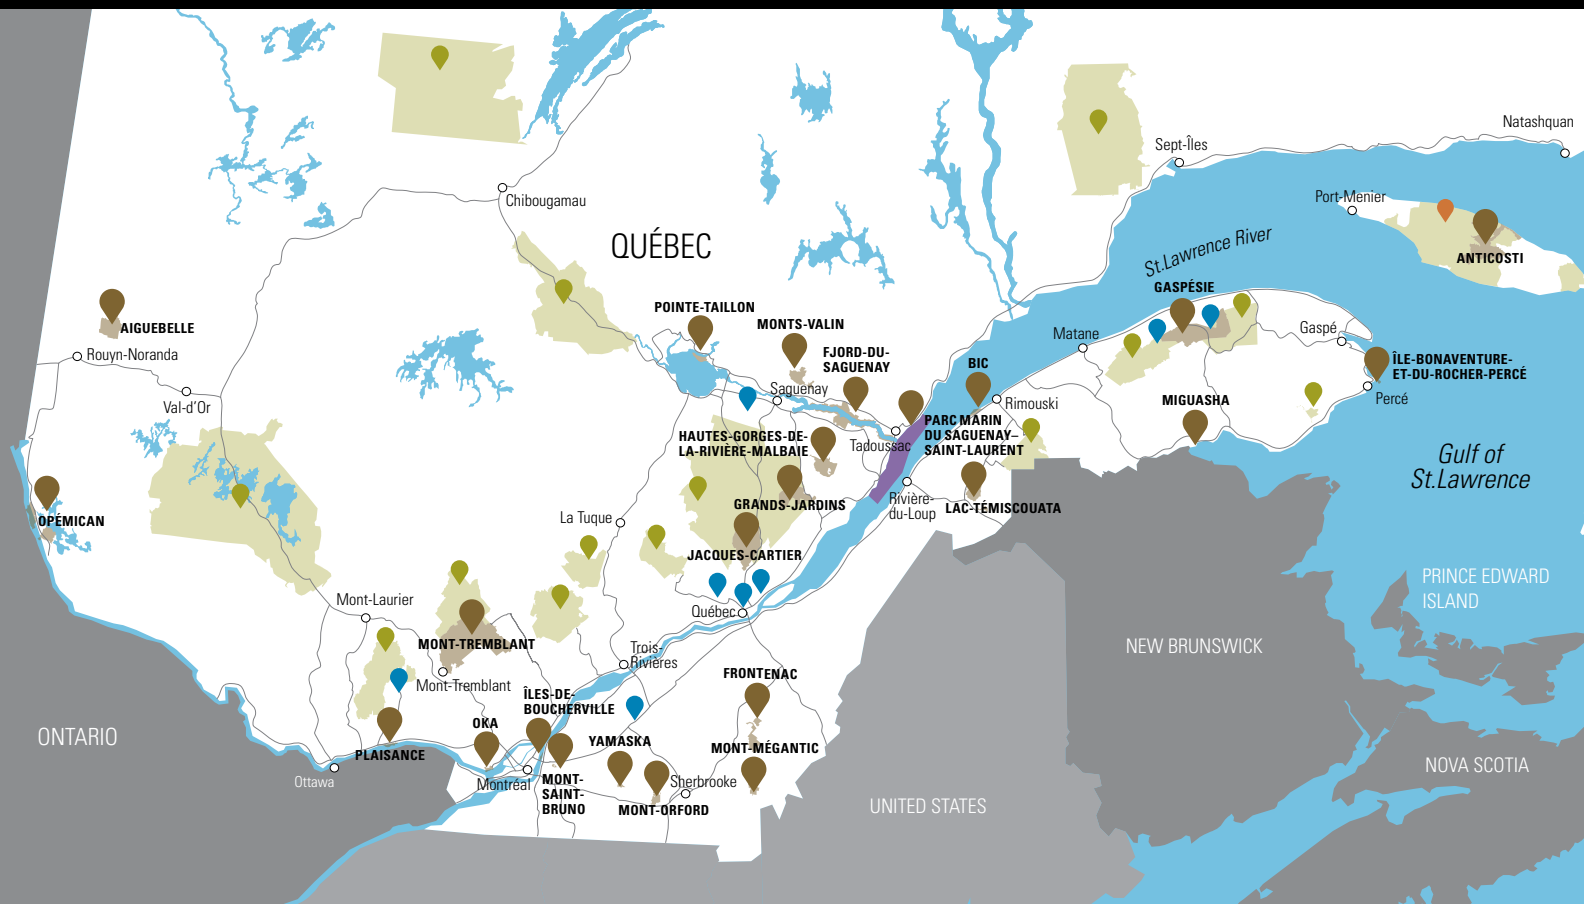 Natashquan
Sept-Îles
Chibougamau
Port-Menier
QUÉBEC
St.Lawrence River
ANTICOSTI
GASPÉSIE
POINTE-TAILLON
MONTS-VALIN
AIGUEBELLE
Rouyn-Noranda
Matane
Gaspé
FJORD-DU-
SAGUENAY
BIC
ÎLE-BONAVENTURE-
ET-DU-ROCHER-PERCÉ
Saguenay
Val-d'Or
Rimouski
MIGUASHA
Percé
PARC MARIN
DU SAGUENAY–
SAINT-LAURENT
HAUTES-GORGES-DE-
LA-RIVIÈRE-MALBAIE
Tadoussac
Gulf of
St.Lawrence
GRANDS-JARDINS
Rivière-
du-Loup
LAC-TÉMISCOUATA
OPÉMICAN
La Tuque
JACQUES-CARTIER
PRINCE EDWARD
ISLAND
Mont-Laurier
Québec
MONT-TREMBLANT
Trois-
Rivières
NEW BRUNSWICK
Mont-Tremblant
FRONTENAC
ÎLES-DE-
BOUCHERVILLE
OKA
ONTARIO
YAMASKA
MONT-MÉGANTIC
PLAISANCE
NOVA SCOTIA
Ottawa
Montréal
MONT-
SAINT-
BRUNO
Sherbrooke
MONT-ORFORD
UNITED STATES